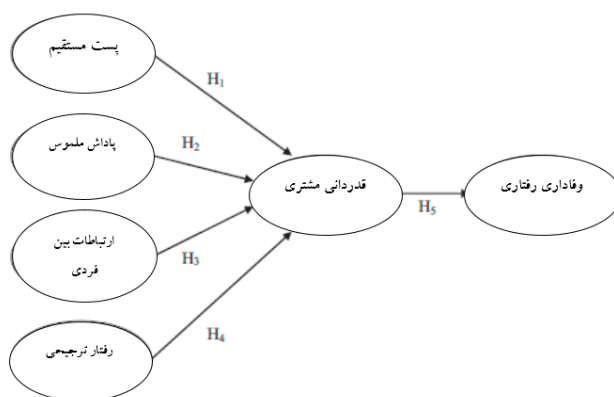 پست مستقیم
H1
پاداش ملموس
H2
قدردانی مشتری
وفاداری رفتاری
H5
ارتباطات بین
فردی
H3
رفتار ترجیحی
H4